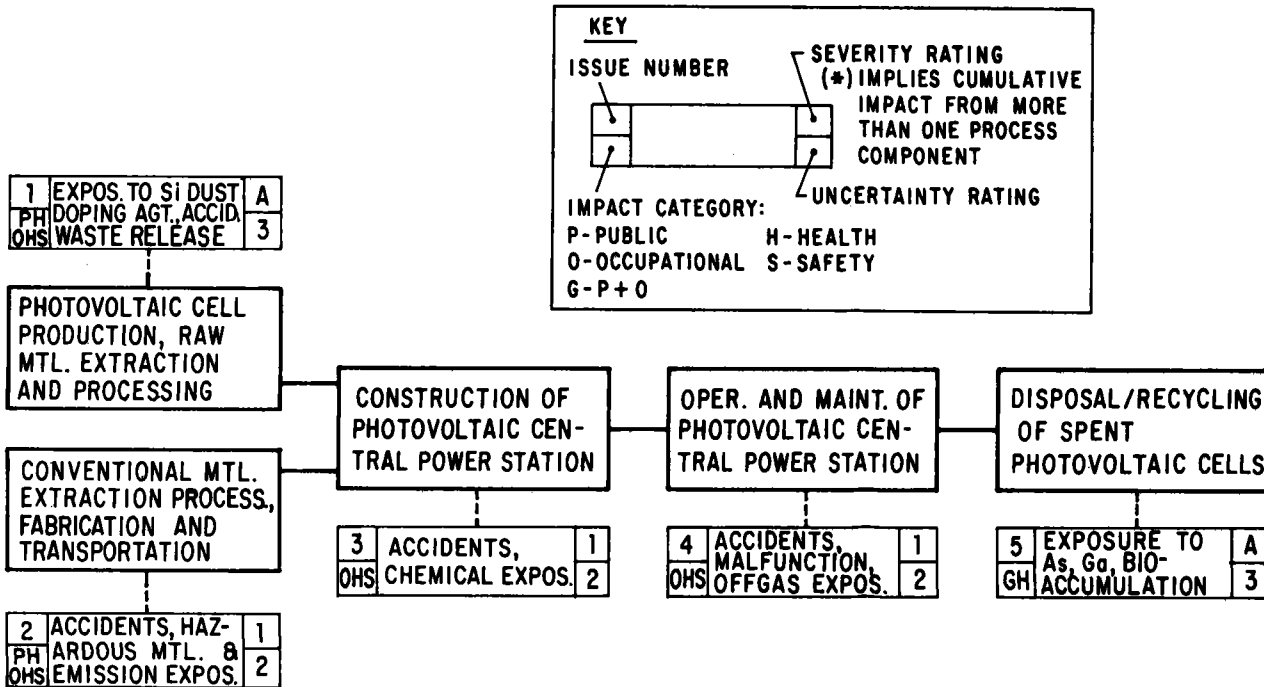 KEY
ISSUE NUMBER
SEVERITY RATING
(*) IMPLIES CUMULATIVE
IMPACT FROM MORE
THAN ONE PROCESS
COMPONENT
UNCERTAINTY RATING
IMPACT CATEGORY:
P-PUBLIC H-HEALTH
O-OCCUPATIONAL S-SAFETY
G-P+O
1 EXPOS. TO Si DUST A
PH DOPING AGT., ACCID.
OHS WASTE RELEASE 3
PHOTOVOLTAIC CELL
PRODUCTION, RAW
MTL. EXTRACTION
AND PROCESSING
CONVENTIONAL MTL.
EXTRACTION PROCESS.,
FABRICATION AND
TRANSPORTATION
2 ACCIDENTS, HAZ- 1
PH ARDOUS MTL. &
OHS EMISSION EXPOS. 2
CONSTRUCTION OF
PHOTOVOLTAIC CEN-
TRAL POWER STATION
3 ACCIDENTS, 1
OHS CHEMICAL EXPOS. 2
OPER. AND MAINT. OF
PHOTOVOLTAIC CEN-
TRAL POWER STATION
4 ACCIDENTS, 1
MALFUNCTION,
OHS OFFGAS EXPOS. 2
DISPOSAL/RECYCLING
OF SPENT
PHOTOVOLTAIC CELLS
5 EXPOSURE TO A
As, Ga, BIO-
GH ACCUMULATION 3